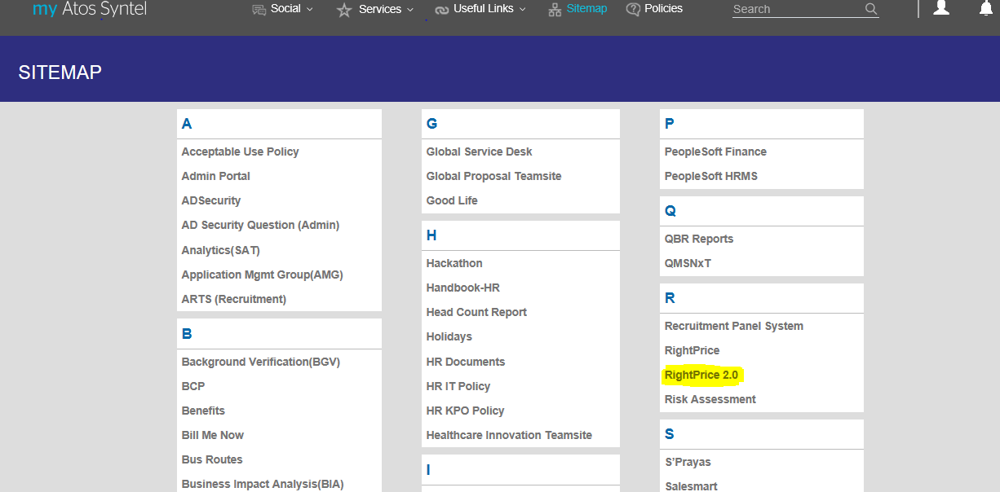 my Atos Syntel
Social
Services
Useful Links
Sitemap
Policies
Search
SITEMAP
A
Acceptable Use Policy
Admin Portal
ADSecurity
AD Security Question (Admin)
Analytics(SAT)
Application Mgmt Group(AMG)
ARTS (Recruitment)
B
Background Verification(BGV)
BCP
Benefits
Bill Me Now
Bus Routes
Business Impact Analysis(BIA)
G
Global Service Desk
Global Proposal Teamsite
Good Life
H
Hackathon
Handbook-HR
Head Count Report
Holidays
HR Documents
HR IT Policy
HR KPO Policy
Healthcare Innovation Teamsite
I
P
PeopleSoft Finance
PeopleSoft HRMS
Q
QBR Reports
QMSNxT
R
Recruitment Panel System
RightPrice
RightPrice 2.0
Risk Assessment
S
S'Prayas
Salesmart